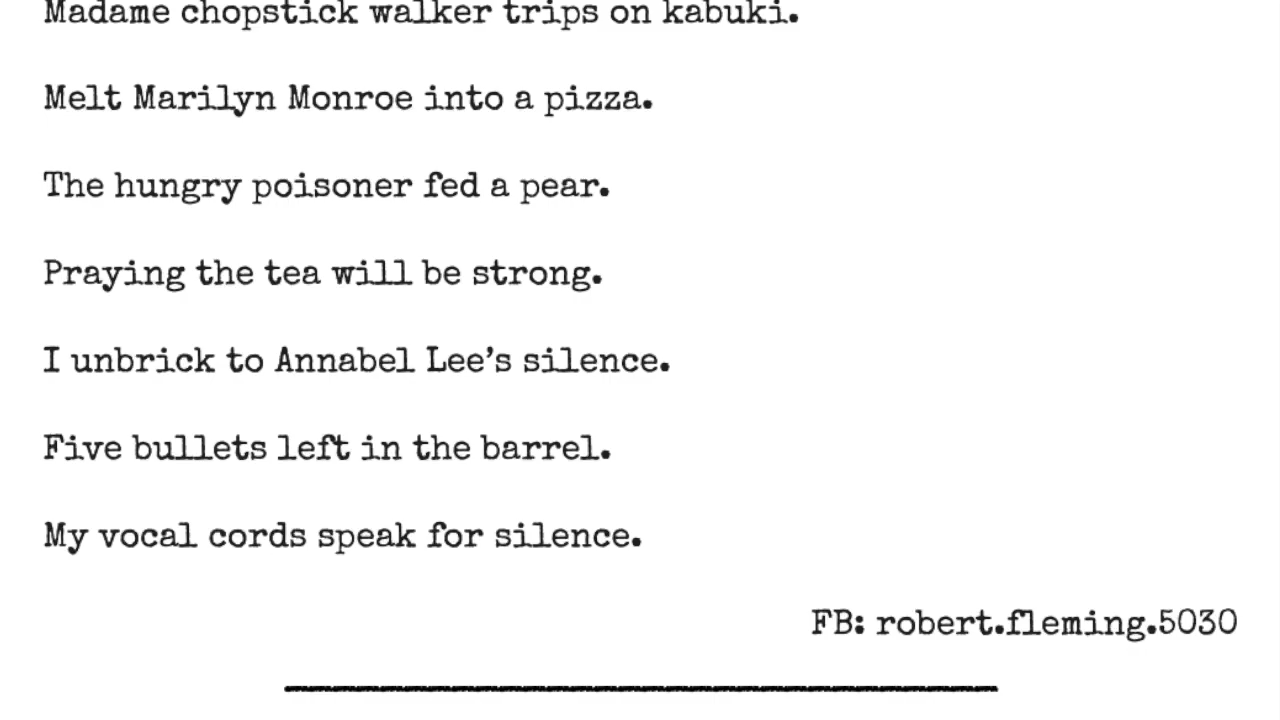 Madame chopstick walker trips on kabuki.
Melt Marilyn Monroe into a pizza.
The hungry poisoner fed a pear.
Praying the tea will be strong.
I unbrick to Annabel Lee’s silence.
Five bullets left in the barrel.
My vocal cords speak for silence.
FB: robert.fleming.5030